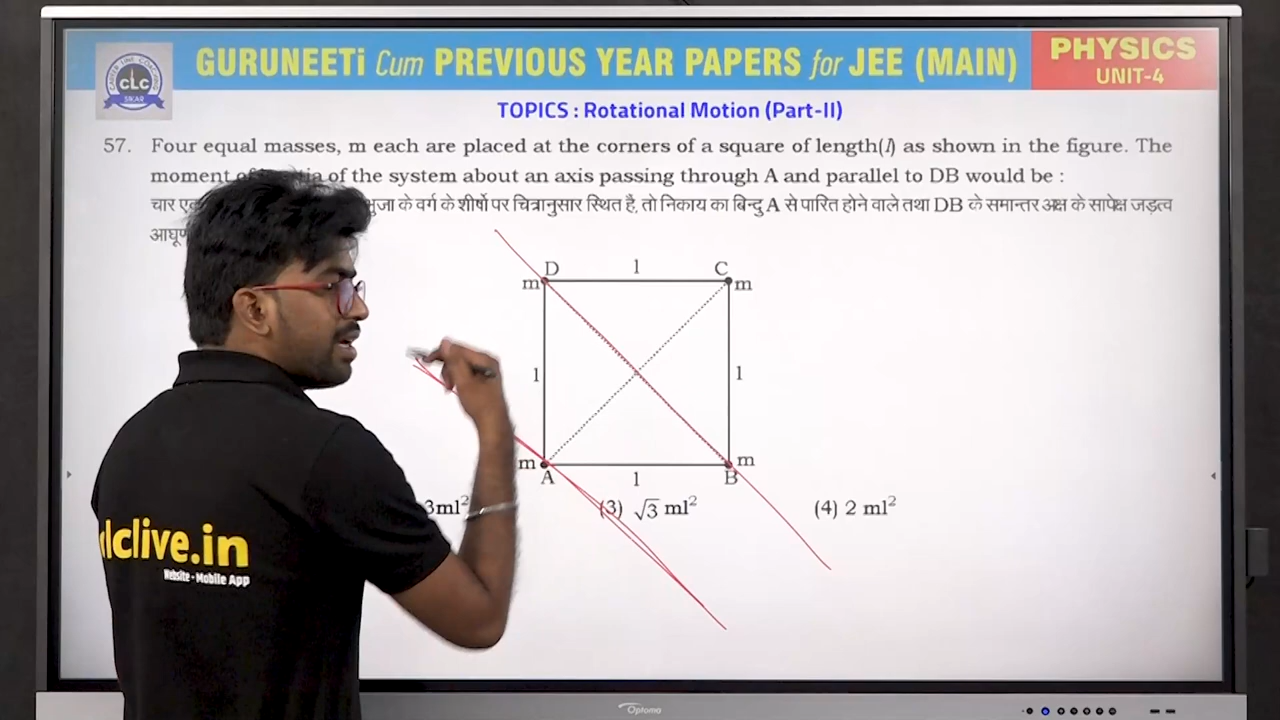 GURUNEETi Cum PREVIOUS YEAR PAPERS for JEE (MAIN)
PHYSICS
UNIT-4
CLC
SIKAR
TOPICS : Rotational Motion (Part-II)
57. Four equal masses, m each are placed at the corners of a square of length(l) as shown in the figure. The
moment of of the system about an axis passing through A and parallel to DB would be :
चार के वर्ग के शीर्षो पर चित्रानुसार स्थित है, तो निकाय का बिन्दु A से पारित होने वाले तथा DB के समान्तर अक्ष के सापेक्ष जड़त्व
D l C
m m
l l
m m
A l B
3ml² (3) √3 ml² (4) 2 ml²
clclive.in
Website - Mobile App
Optoma